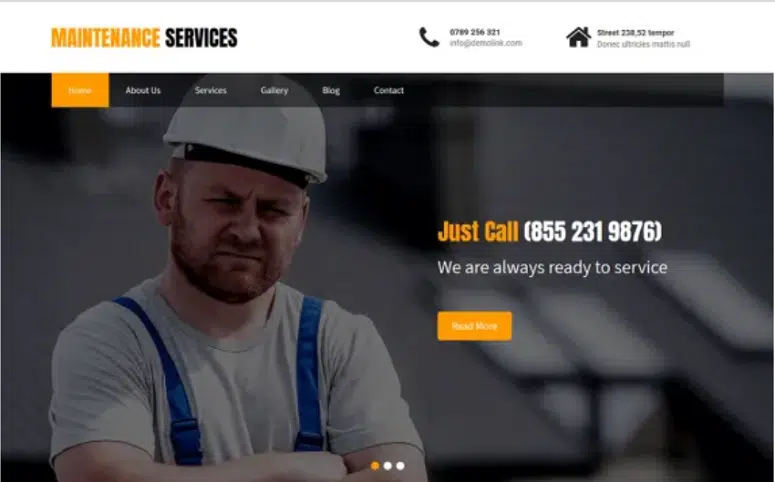 MAINTENANCE SERVICES
0789 256 321
info@demolink.com
Street 238,52 tempor
Donec ultricies mattis null
Home About Us Services Gallery Blog Contact
Just Call (855 231 9876)
We are always ready to service
Read More